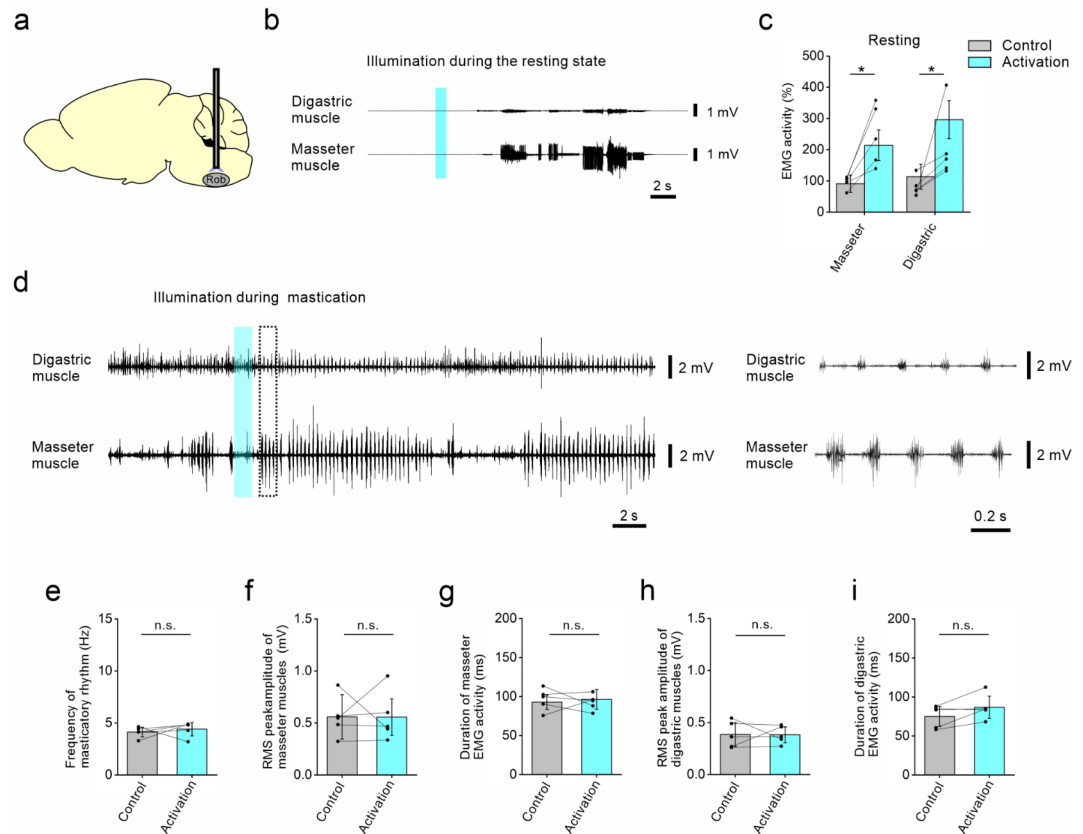 a
Rob
b
Illumination during the resting state
Digastric
muscle
1 mV
Masseter
muscle
1 mV
2 s
c
Resting
Control
Activation
EMG activity (%)
500
400
300
200
100
0
*
*
Masseter
Digastric
d
Illumination during mastication
Digastric
muscle
2 mV
Masseter
muscle
2 mV
2 s
Digastric
muscle
2 mV
Masseter
muscle
2 mV
0.2 s
e
Frequency of
masticatory rhythm (Hz)
15
10
5
0
n.s.
Control
Activation
f
RMS peakamplitude of
masseter muscles (mV)
1.5
1.0
0.5
0.0
n.s.
Control
Activation
g
Duration of masseter
EMG activity (ms)
200
150
100
50
0
n.s.
Control
Activation
h
RMS peak amplitude of
digastric muscles (mV)
1.5
1.0
0.5
0.0
n.s.
Control
Activation
i
Duration of digastric
EMG activity (ms)
200
150
100
50
0
n.s.
Control
Activation